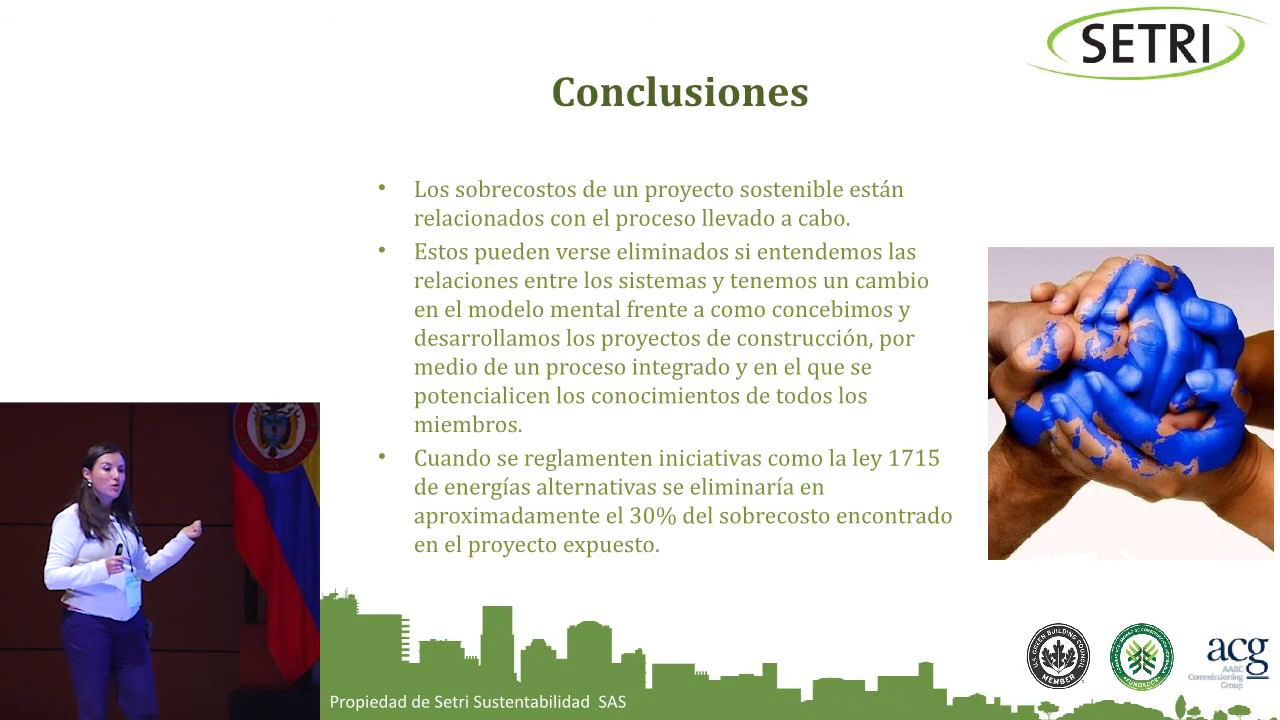 SETRI
Conclusiones
• Los sobrecostos de un proyecto sostenible están
relacionados con el proceso llevado a cabo.
• Estos pueden verse eliminados si entendemos las
relaciones entre los sistemas y tenemos un cambio
en el modelo mental frente a como concebimos y
desarrollamos los proyectos de construcción, por
medio de un proceso integrado y en el que se
potencialicen los conocimientos de todos los
miembros.
• Cuando se reglamenten iniciativas como la ley 1715
de energías alternativas se eliminaría en
aproximadamente el 30% del sobrecosto encontrado
en el proyecto expuesto.
GREEN BUILDING COUNCIL
MEMBER
acg
AABC
Commissioning
Group
Propiedad de Setri Sustentabilidad SAS